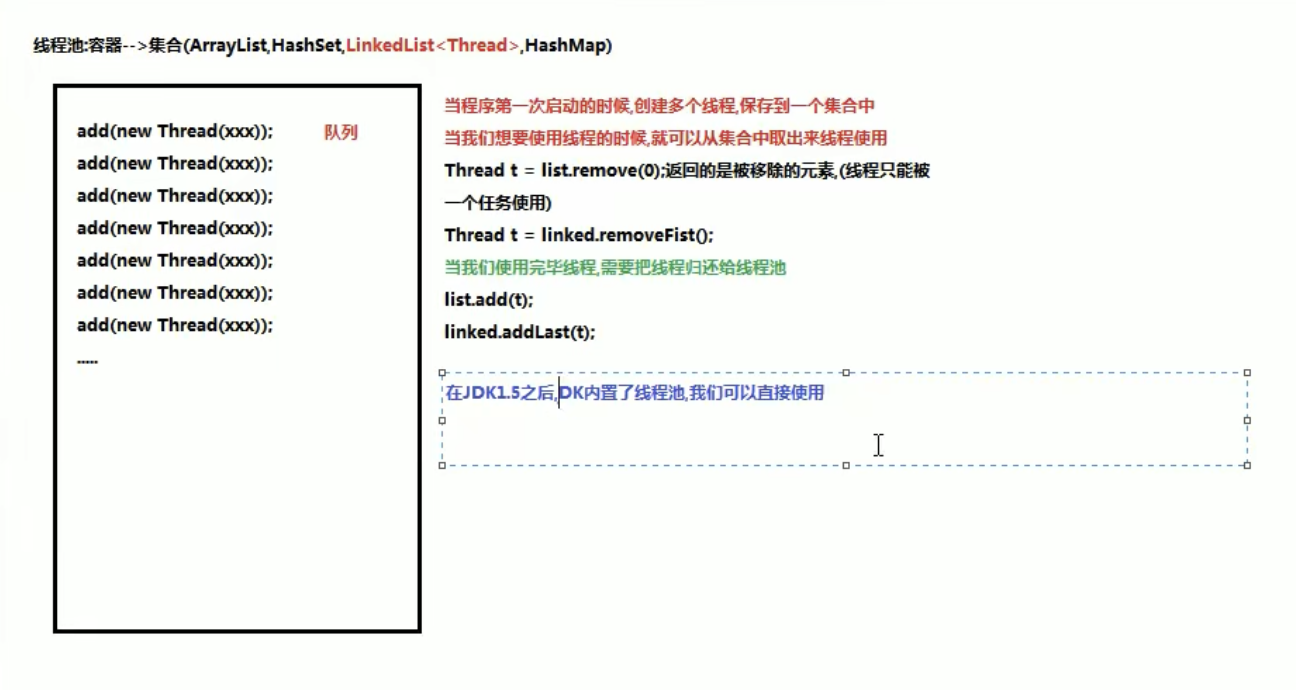 线程池:容器-->集合(ArrayList,HashSet,LinkedList<Thread>,HashMap)
add(new Thread(xxx)); 队列
add(new Thread(xxx));
add(new Thread(xxx));
add(new Thread(xxx));
add(new Thread(xxx));
add(new Thread(xxx));
add(new Thread(xxx));
.....
当程序第一次启动的时候,创建多个线程,保存到一个集合中
当我们想要使用线程的时候,就可以从集合中取出来线程使用
Thread t = list.remove(0);返回的是被移除的元素,(线程只能被
一个任务使用)
Thread t = linked.removeFist();
当我们使用完毕线程,需要把线程归还给线程池
list.add(t);
linked.addLast(t);
在JDK1.5之后,DK内置了线程池,我们可以直接使用